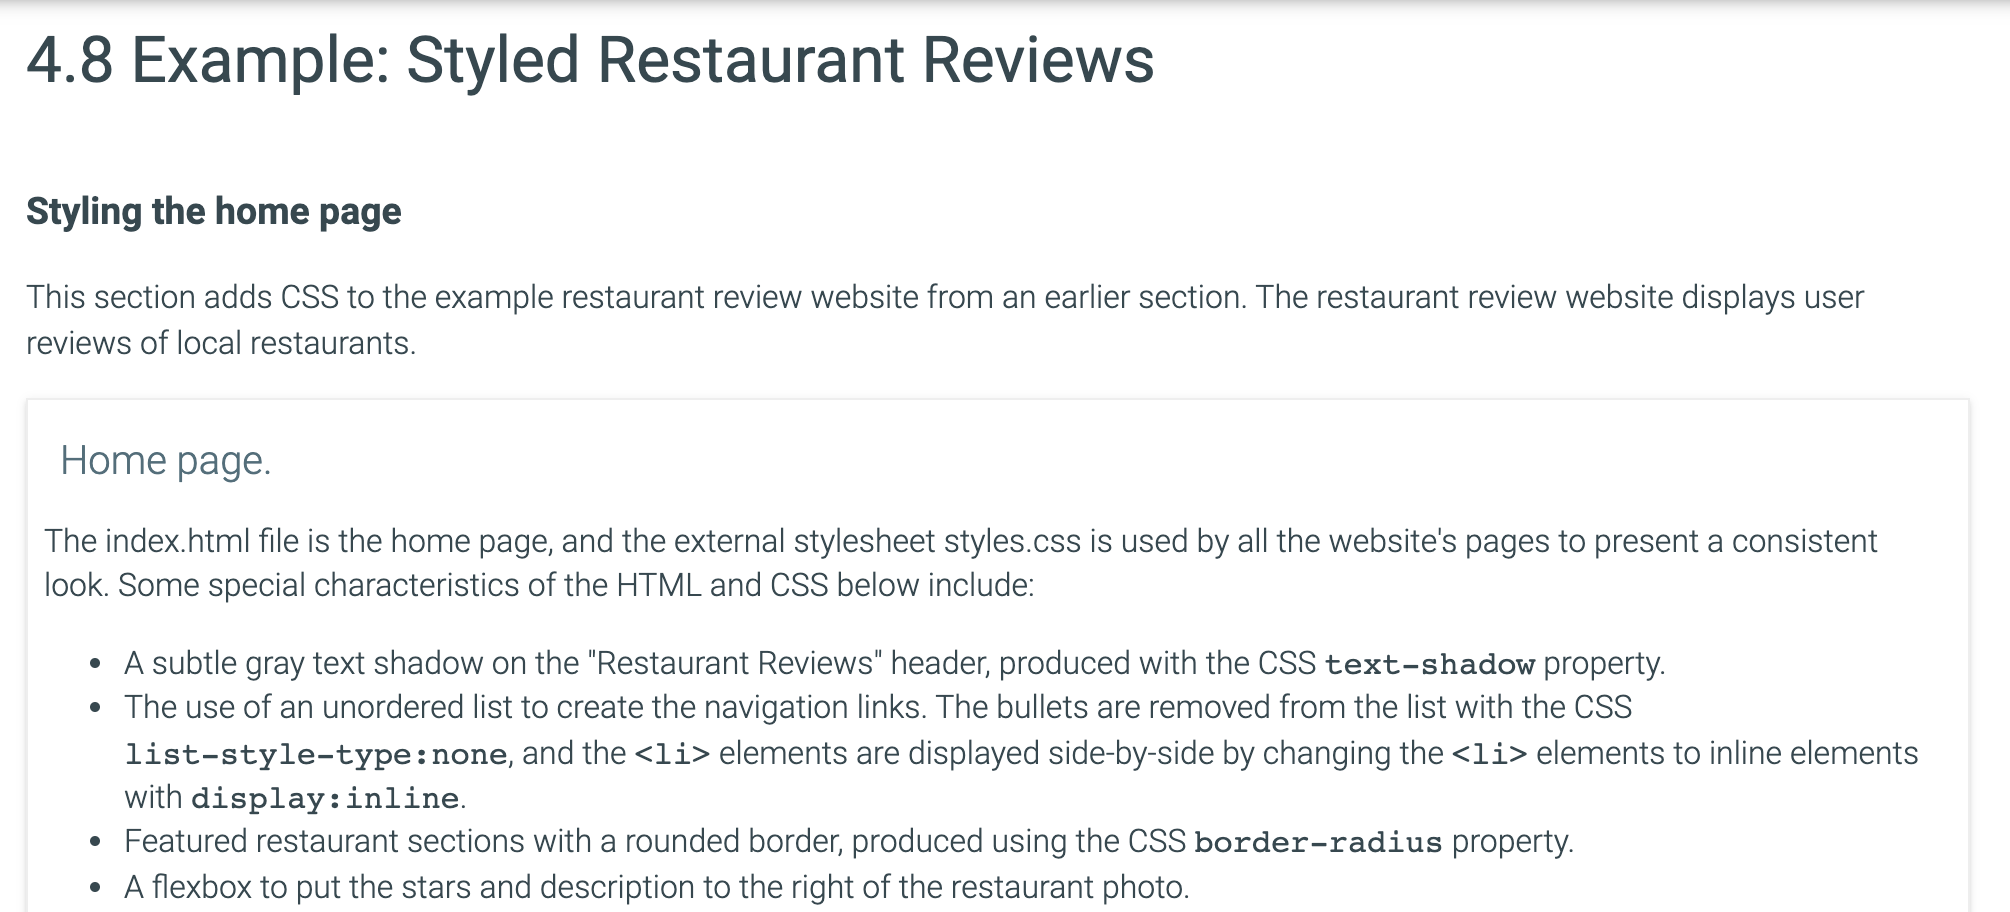 4.8 Example: Styled Restaurant Reviews
Styling the home page
This section adds CSS to the example restaurant review website from an earlier section. The restaurant review website displays user
reviews of local restaurants.
Home page.
The index.html file is the home page, and the external stylesheet styles.css is used by all the website's pages to present a consistent
look. Some special characteristics of the HTML and CSS below include:
• A subtle gray text shadow on the "Restaurant Reviews" header, produced with the CSS text-shadow property.
• The use of an unordered list to create the navigation links. The bullets are removed from the list with the CSS
list-style-type:none, and the <li> elements are displayed side-by-side by changing the <li> elements to inline elements
with display:inline.
• Featured restaurant sections with a rounded border, produced using the CSS border-radius property.
• A flexbox to put the stars and description to the right of the restaurant photo.